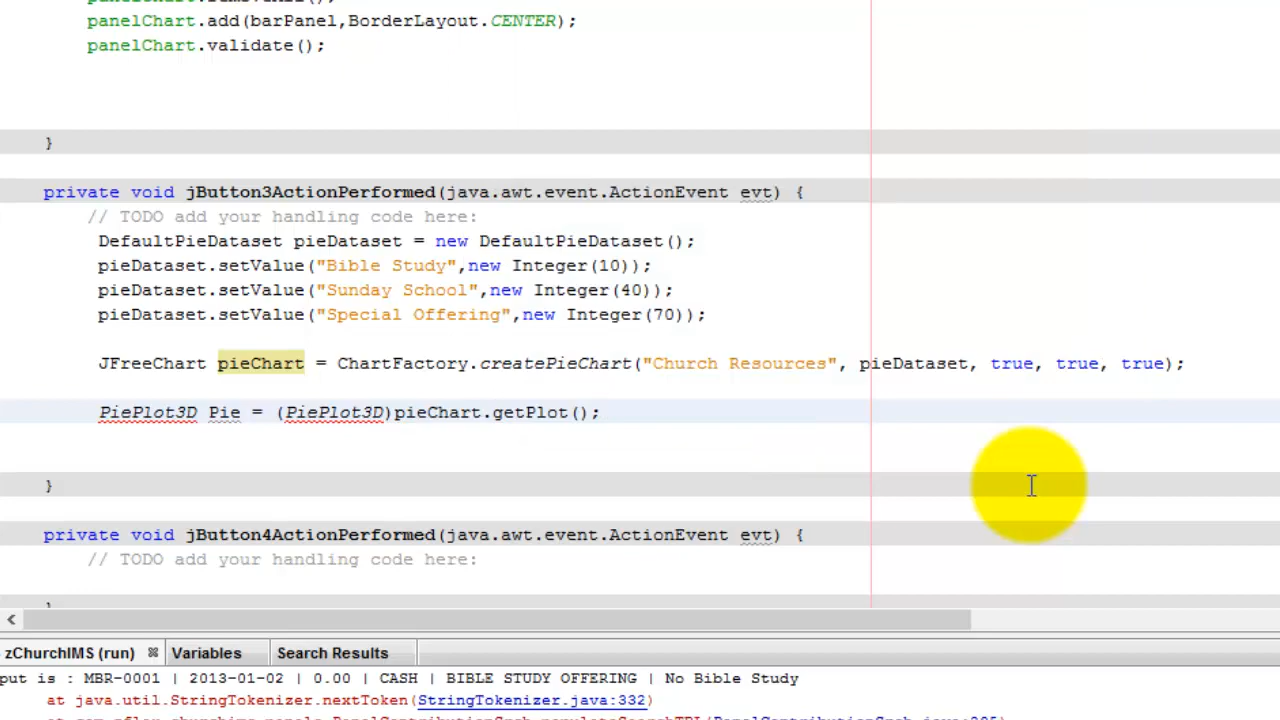 panelChart.add(barPanel,BorderLayout.CENTER);
panelChart.validate();
}
private void jButton3ActionPerformed(java.awt.event.ActionEvent evt) {
// TODO add your handling code here:
DefaultPieDataset pieDataset = new DefaultPieDataset();
pieDataset.setValue("Bible Study",new Integer(10));
pieDataset.setValue("Sunday School",new Integer(40));
pieDataset.setValue("Special Offering",new Integer(70));
JFreeChart pieChart = ChartFactory.createPieChart("Church Resources", pieDataset, true, true, true);
PiePlot3D Pie = (PiePlot3D)pieChart.getPlot();
}
private void jButton4ActionPerformed(java.awt.event.ActionEvent evt) {
// TODO add your handling code here:
}
zChurchIMS (run) Variables Search Results
put is : MBR-0001 | 2013-01-02 | 0.00 | CASH | BIBLE STUDY OFFERING | No Bible Study
at java.util.StringTokenizer.nextToken(StringTokenizer.java:332)